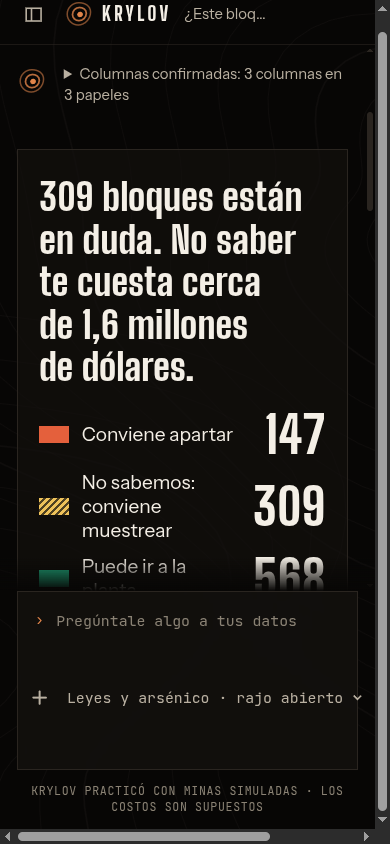 KRYLOV ¿Este bloq...
▶ Columnas confirmadas: 3 columnas en
3 papeles
309 bloques están
en duda. No saber
te cuesta cerca
de 1,6 millones
de dólares.
Conviene apartar 147
No sabemos:
conviene
muestrear
309
Puede ir a la
planta
568
› Pregúntale algo a tus datos
+ Leyes y arsénico · rajo abierto
KRYLOV PRACTICÓ CON MINAS SIMULADAS · LOS
COSTOS SON SUPUESTOS